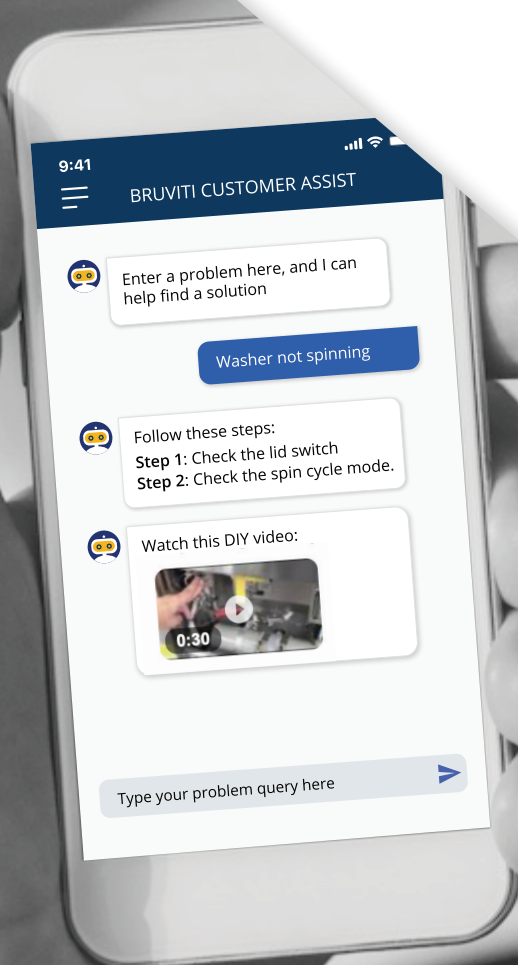 9:41
BRUVITI CUSTOMER ASSIST
Enter a problem here, and I can
help find a solution
Washer not spinning
Follow these steps:
Step 1: Check the lid switch
Step 2: Check the spin cycle mode.
Watch this DIY video:
0:30
Type your problem query here